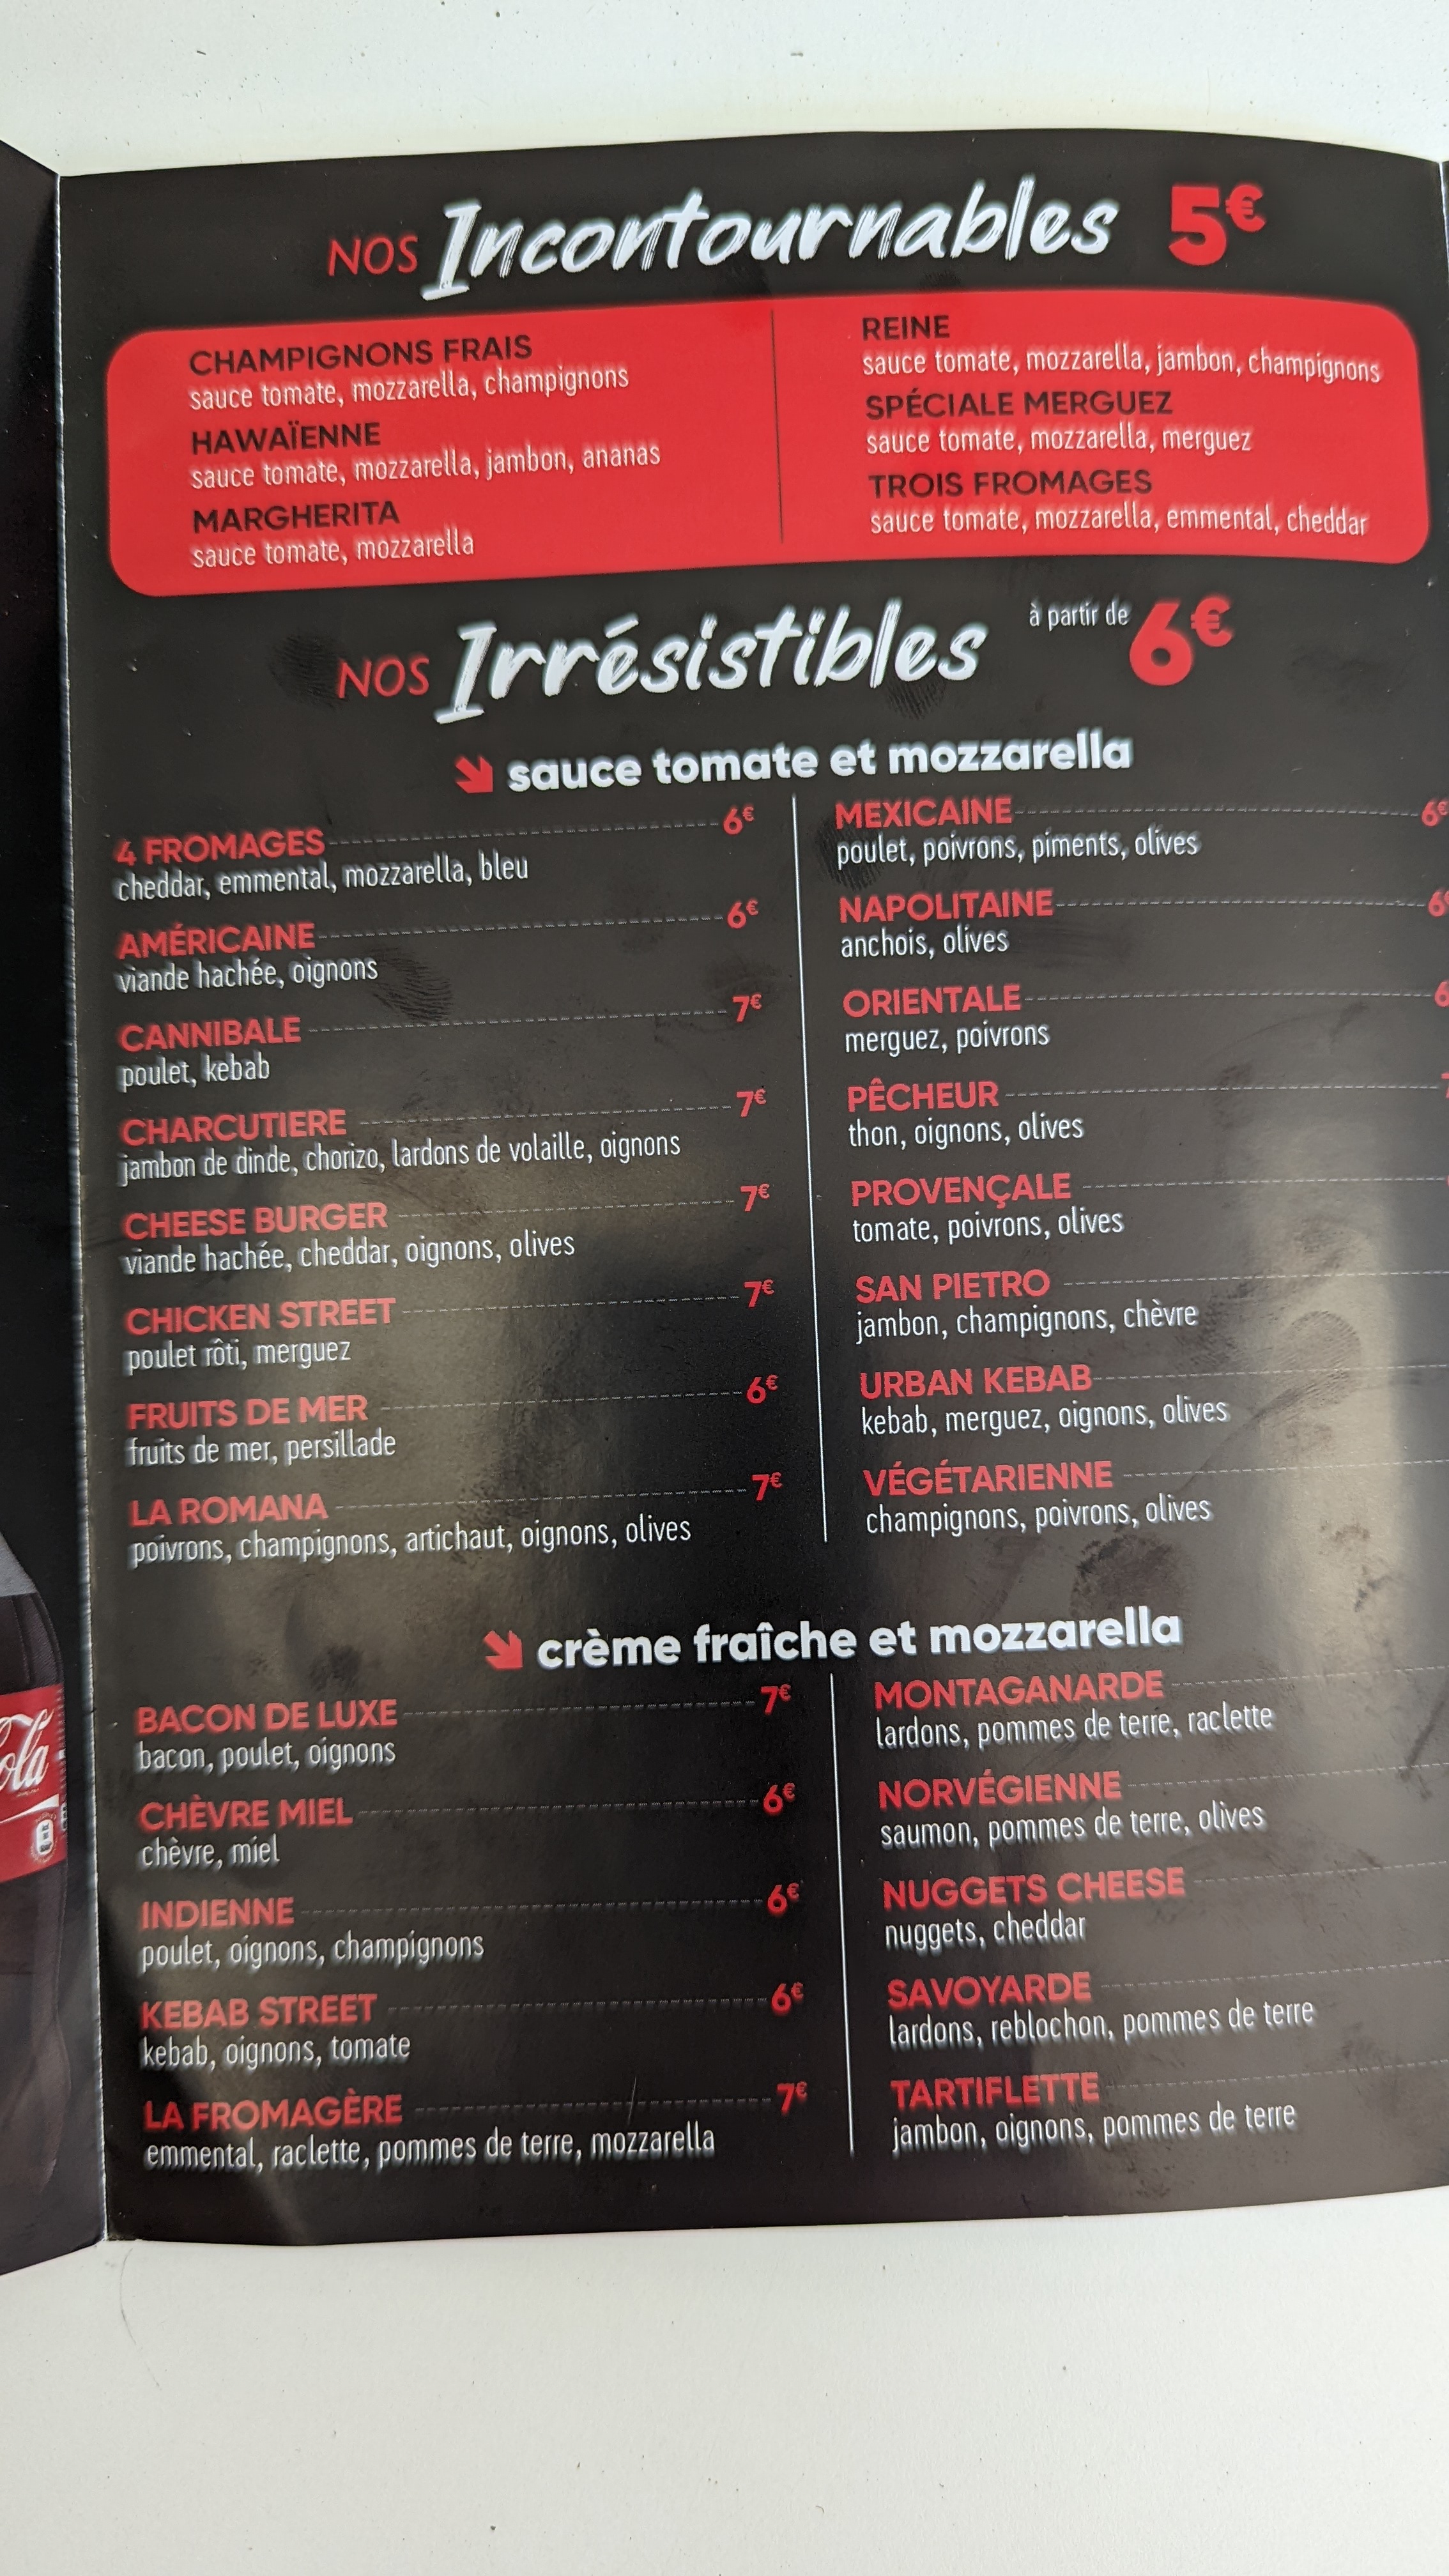 NOS Incontournables 5€
CHAMPIGNONS FRAIS
sauce tomate, mozzarella, champignons
HAWAÏENNE
sauce tomate, mozzarella, jambon, ananas
MARGHERITA
sauce tomate, mozzarella
REINE
sauce tomate, mozzarella, jambon, champignons
SPÉCIALE MERGUEZ
sauce tomate, mozzarella, merguez
TROIS FROMAGES
sauce tomate, mozzarella, emmental, cheddar
NOS Irrésistibles à partir de 6€
sauce tomate et mozzarella
4 FROMAGES 6€
cheddar, emmental, mozzarella, bleu
AMÉRICAINE 6€
viande hachée, oignons
CANNIBALE 7€
poulet, kebab
CHARCUTIERE 7€
jambon de dinde, chorizo, lardons de volaille, oignons
CHEESE BURGER 7€
viande hachée, cheddar, oignons, olives
CHICKEN STREET 7€
poulet rôti, merguez
FRUITS DE MER 6€
fruits de mer, persillade
LA ROMANA 7€
poivrons, champignons, artichaut, oignons, olives
MEXICAINE 6€
poulet, poivrons, piments, olives
NAPOLITAINE 6€
anchois, olives
ORIENTALE 6
merguez, poivrons
PÊCHEUR
thon, oignons, olives
PROVENÇALE
tomate, poivrons, olives
SAN PIETRO
jambon, champignons, chèvre
URBAN KEBAB
kebab, merguez, oignons, olives
VÉGÉTARIENNE
champignons, poivrons, olives
crème fraîche et mozzarella
BACON DE LUXE 7€
bacon, poulet, oignons
CHÈVRE MIEL 6€
chèvre, miel
INDIENNE 6€
poulet, oignons, champignons
KEBAB STREET 6€
kebab, oignons, tomate
LA FROMAGÈRE 7€
emmental, raclette, pommes de terre, mozzarella
MONTAGANARDE
lardons, pommes de terre, raclette
NORVÉGIENNE
saumon, pommes de terre, olives
NUGGETS CHEESE
nuggets, cheddar
SAVOYARDE
lardons, reblochon, pommes de terre
TARTIFLETTE
jambon, oignons, pommes de terre
ola